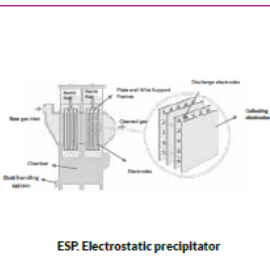 Discharge electrodes
Plate and Wire Support
Frames
Collecting
electrodes
Raw gas inlet
Cleaned gas
Chamber
Electrodes
Dust handling
system
ESP. Electrostatic precipitator